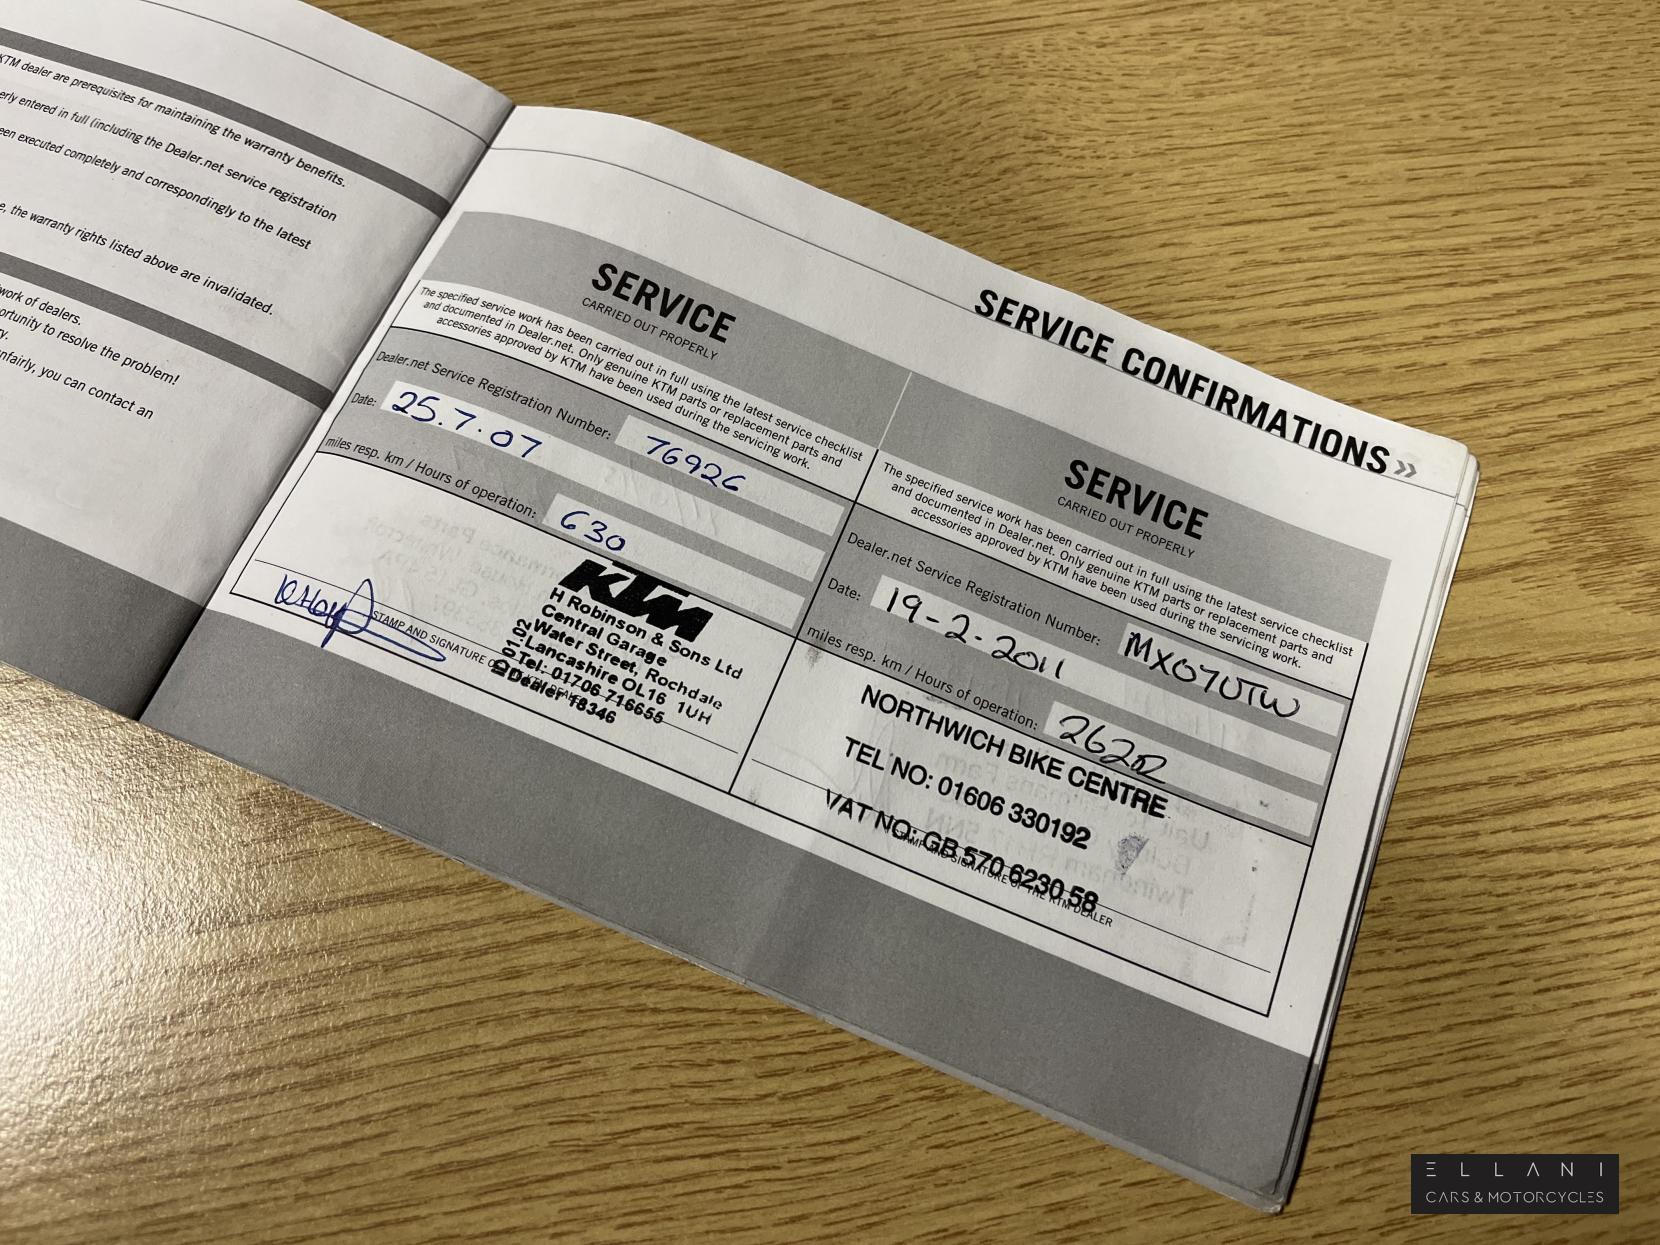 KTM dealer are prerequisites for maintaining the warranty benefits.
erly entered in full (including the Dealer.net service registration
een executed completely and correspondingly to the latest
e, the warranty rights listed above are invalidated.
work of dealers.
ortunity to resolve the problem!
y.
nfairly, you can contact an
SERVICE CONFIRMATIONS»
SERVICE
CARRIED OUT PROPERLY
The specified service work has been carried out in full using the latest service checklist
and documented in Dealer.net. Only genuine KTM parts or replacement parts and
accessories approved by KTM have been used during the servicing work.
Dealer.net Service Registration Number: 76926
Date: 25.7.07
miles resp. km / Hours of operation: 630
KTM
H Robinson & Sons Ltd
Central Garage
Water Street, Rochdale
Lancashire OL16 1UH
Tel: 01706 716655
Dealer 18346
STAMP AND SIGNATURE
SERVICE
CARRIED OUT PROPERLY
The specified service work has been carried out in full using the latest service checklist
and documented in Dealer.net. Only genuine KTM parts or replacement parts and
accessories approved by KTM have been used during the servicing work.
Dealer.net Service Registration Number: MX07UTW
Date: 19-2-2011
miles resp. km / Hours of operation:
NORTHWICH BIKE CENTRE
TEL NO: 01606 330192
VAT NO: GB 570 6230 58
STAMP AND SIGNATURE OF THE KTM DEALER
ELLANI
CARS & MOTORCYCLES